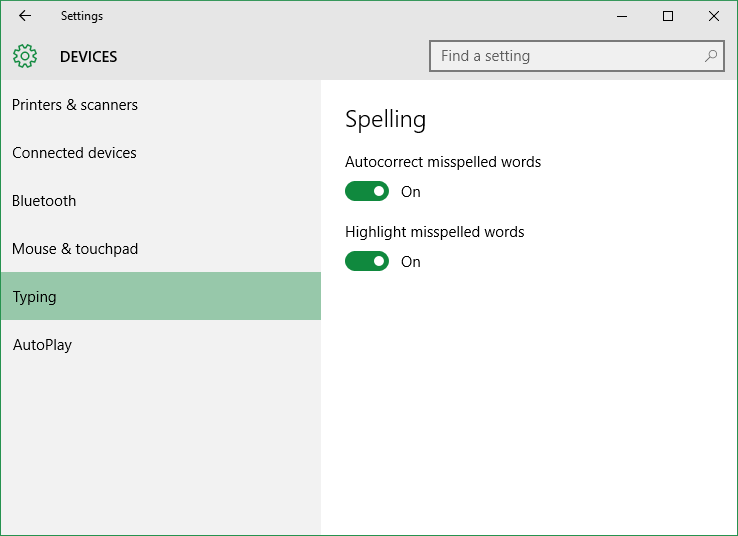 Settings
DEVICES
Find a setting
Printers & scanners
Connected devices
Bluetooth
Mouse & touchpad
Typing
AutoPlay
Spelling
Autocorrect misspelled words
On
Highlight misspelled words
On